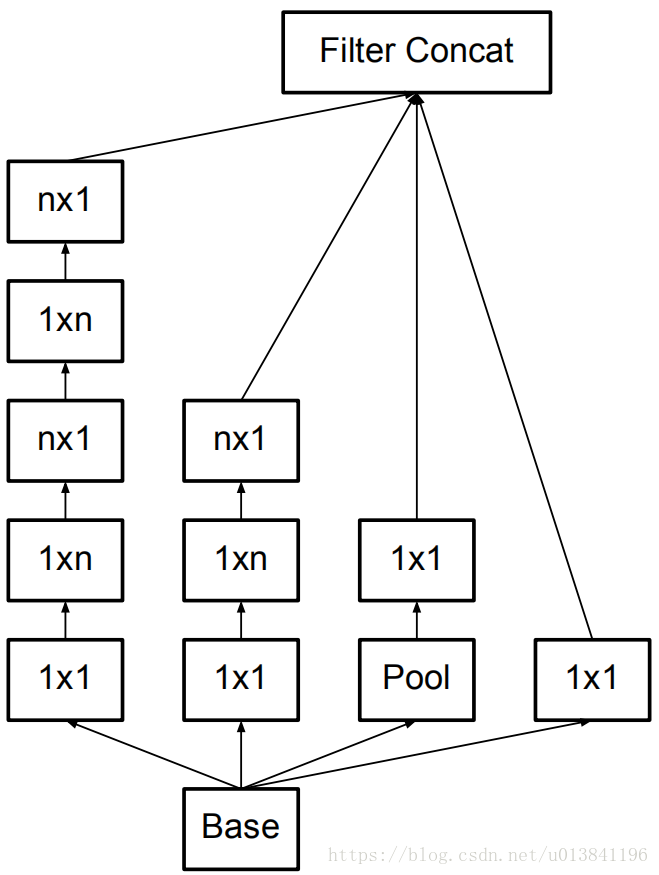 Filter Concat
nx1
1xn
nx1
nx1
1xn
1xn
1x1
1x1
1x1
Pool
1x1
Base
https://blog.csdn.net/u013841196